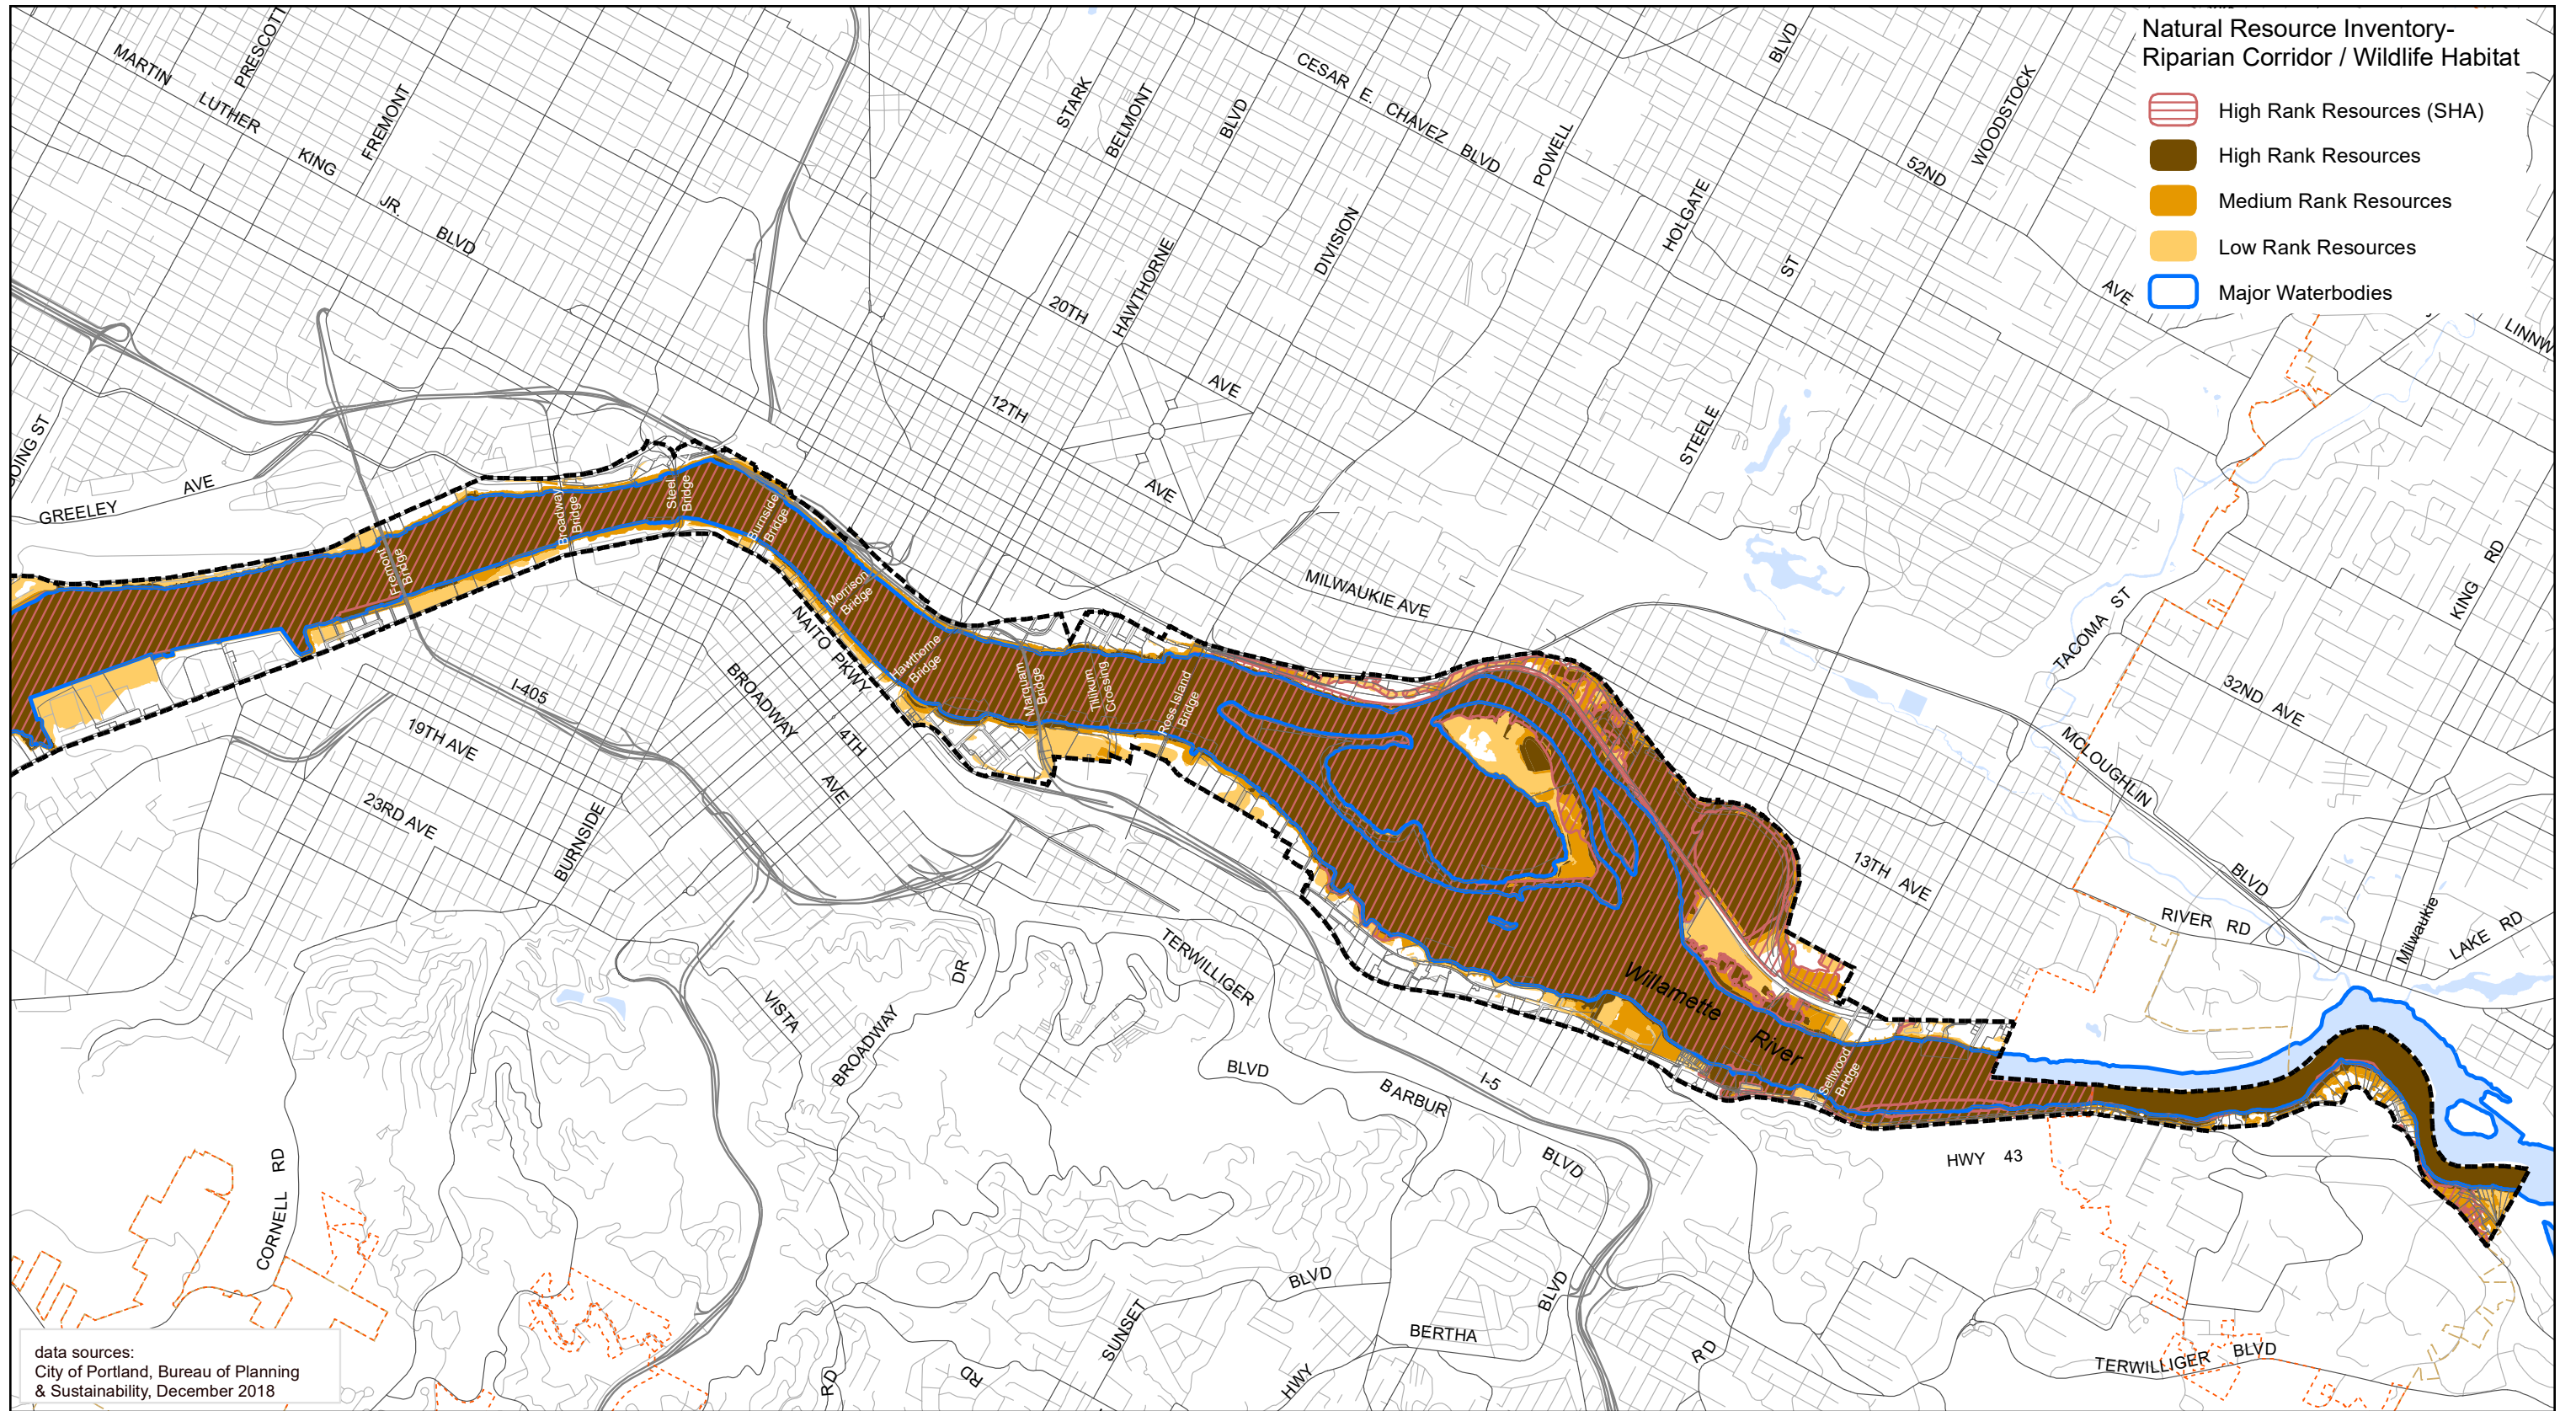 Natural Resource Inventory-
Riparian Corridor / Wildlife Habitat
High Rank Resources (SHA)
High Rank Resources
Medium Rank Resources
Low Rank Resources
Major Waterbodies
MARTIN
LUTHER
KING
JR.
BLVD
PRESCOTT
FREMONT
STARK
BELMONT
BLVD
HAWTHORNE
CESAR
E.
CHAVEZ
BLVD
POWELL
BLVD
DIVISION
HOLGATE
ST
STEELE
52ND
AVE
WOODSTOCK
20TH
AVE
12TH
AVE
MILWAUKIE AVE
GREELEY
AVE
Fremont
Bridge
Broadway
Bridge
Steel
Bridge
Burnside
Bridge
Morrison
Bridge
Hawthorne
Bridge
Marquam
Bridge
Tilikum
Crossing
Ross Island
Bridge
Sellwood
Bridge
Willamette
River
NAITO PKWY
BROADWAY
4TH
AVE
I-405
19TH AVE
23RD AVE
BURNSIDE
VISTA
BROADWAY
DR
TERWILLIGER
BLVD
BARBUR
BLVD
I-5
TACOMA ST
KING RD
32ND AVE
MCLOUGHLIN
BLVD
13TH AVE
RIVER RD
Milwaukie
LAKE RD
HWY 43
CORNELL RD
RD
RD
SUNSET
HWY
BLVD
BERTHA
BLVD
RD
TERWILLIGER BLVD
data sources:
City of Portland, Bureau of Planning
& Sustainability, December 2018